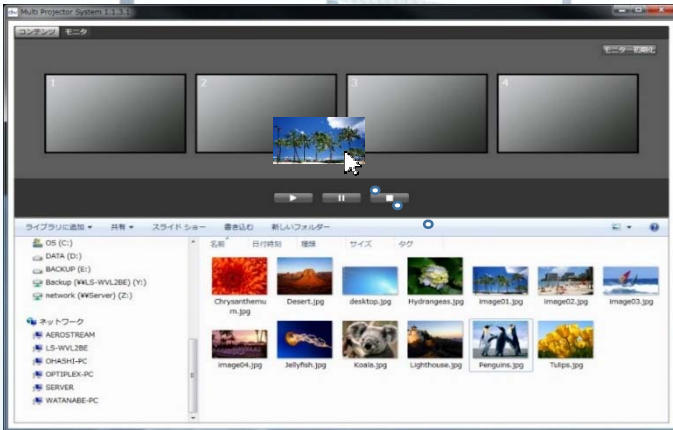 Multi Projector System 1.1.3.1
コンテンツ モニタ
モニター初期化
1 2 3 4
ライブラリに追加 共有 スライド ショー 書き込む 新しいフォルダー
OS (C:)
DATA (D:)
BACKUP (E:)
Backup (¥¥LS-WVL2BE) (Y:)
network (¥¥Server) (Z:)
ネットワーク
AEROSTREAM
LS-WVL2BE
OHASHI-PC
OPTIPLEX-PC
SERVER
WATANABE-PC
名前 日付時刻 種類 サイズ タグ
Chrysanthemu
m.jpg
Desert.jpg
desktop.jpg
Hydrangeas.jpg
image01.jpg
image02.jpg
image03.jpg
image04.jpg
Jellyfish.jpg
Koala.jpg
Lighthouse.jpg
Penguins.jpg
Tulips.jpg